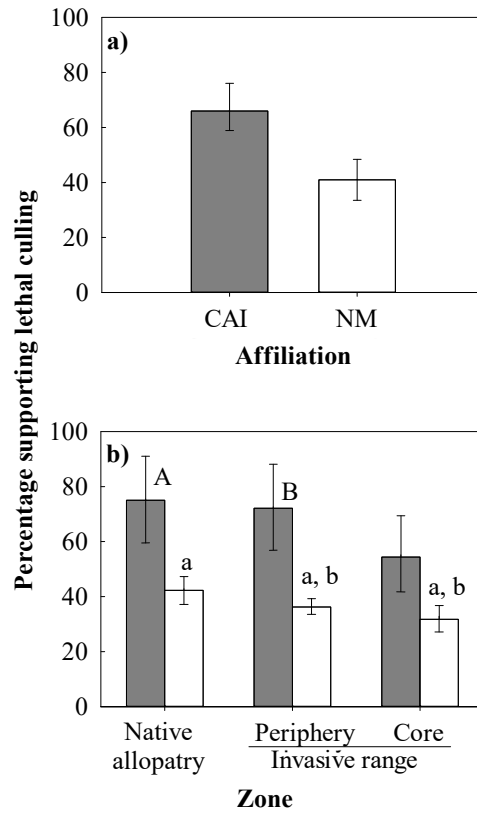 Percentage supporting lethal culling
a)
100
80
60
40
20
0
CAI NM
Affiliation
b)
100
80
60
40
20
0
A
a
B
a, b
a, b
Native Periphery Core
allopatry Invasive range
Zone